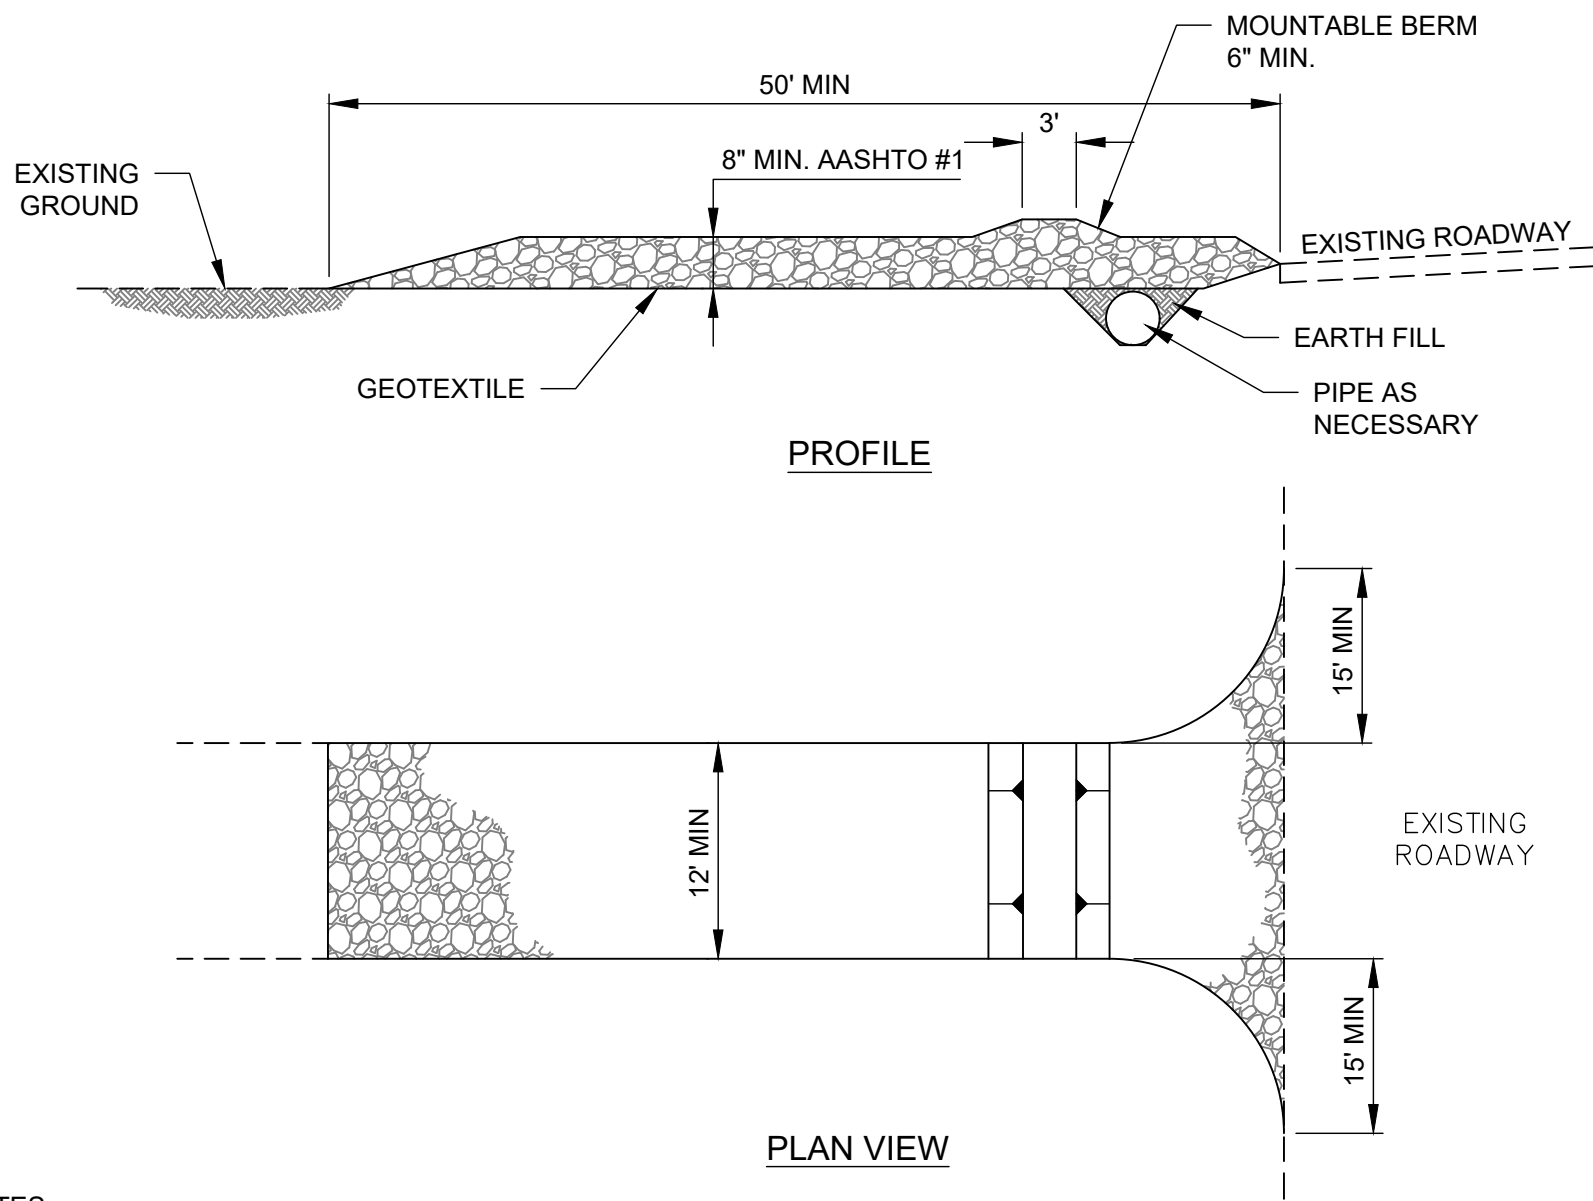 MOUNTABLE BERM
6" MIN.
50' MIN
3'
8" MIN. AASHTO #1
EXISTING
GROUND
EXISTING ROADWAY
EARTH FILL
GEOTEXTILE
PIPE AS
NECESSARY
PROFILE
15' MIN
12' MIN
EXISTING
ROADWAY
15' MIN
PLAN VIEW